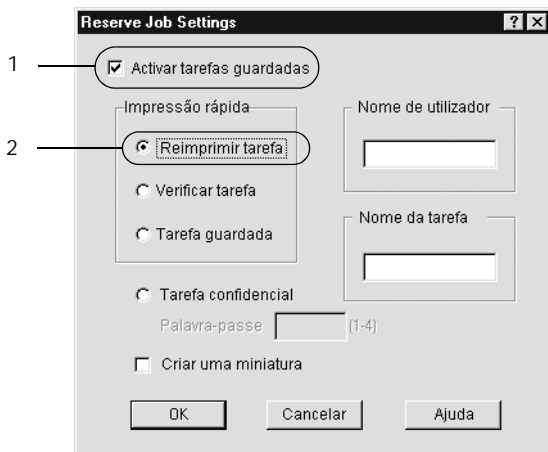 Reserve Job Settings
1
Activar tarefas guardadas
Impressão rápida
Nome de utilizador
2
Reimprimir tarefa
Verificar tarefa
Nome da tarefa
Tarefa guardada
Tarefa confidencial
Palavra-passe (1-4)
Criar uma miniatura
OK Cancelar Ajuda